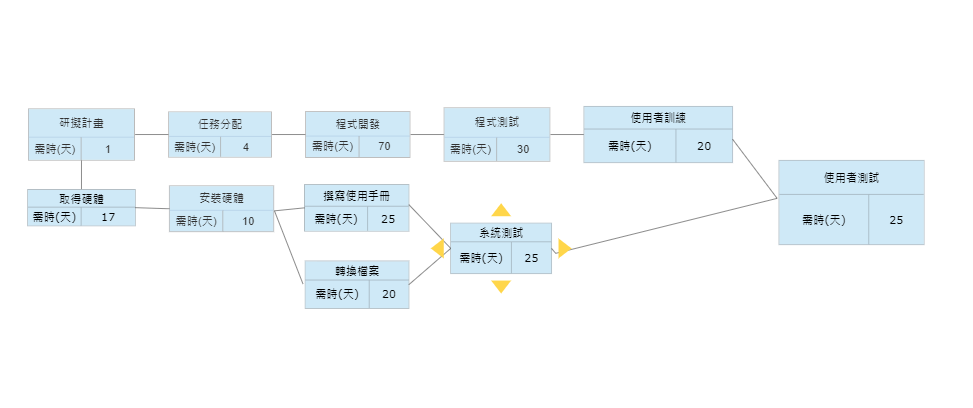 研擬計畫
需時(天) 1
任務分配
需時(天) 4
程式開發
需時(天) 70
程式測試
需時(天) 30
使用者訓練
需時(天) 20
使用者測試
需時(天) 25
取得硬體
需時(天) 17
安裝硬體
需時(天) 10
撰寫使用手冊
需時(天) 25
系統測試
需時(天) 25
轉換檔案
需時(天) 20